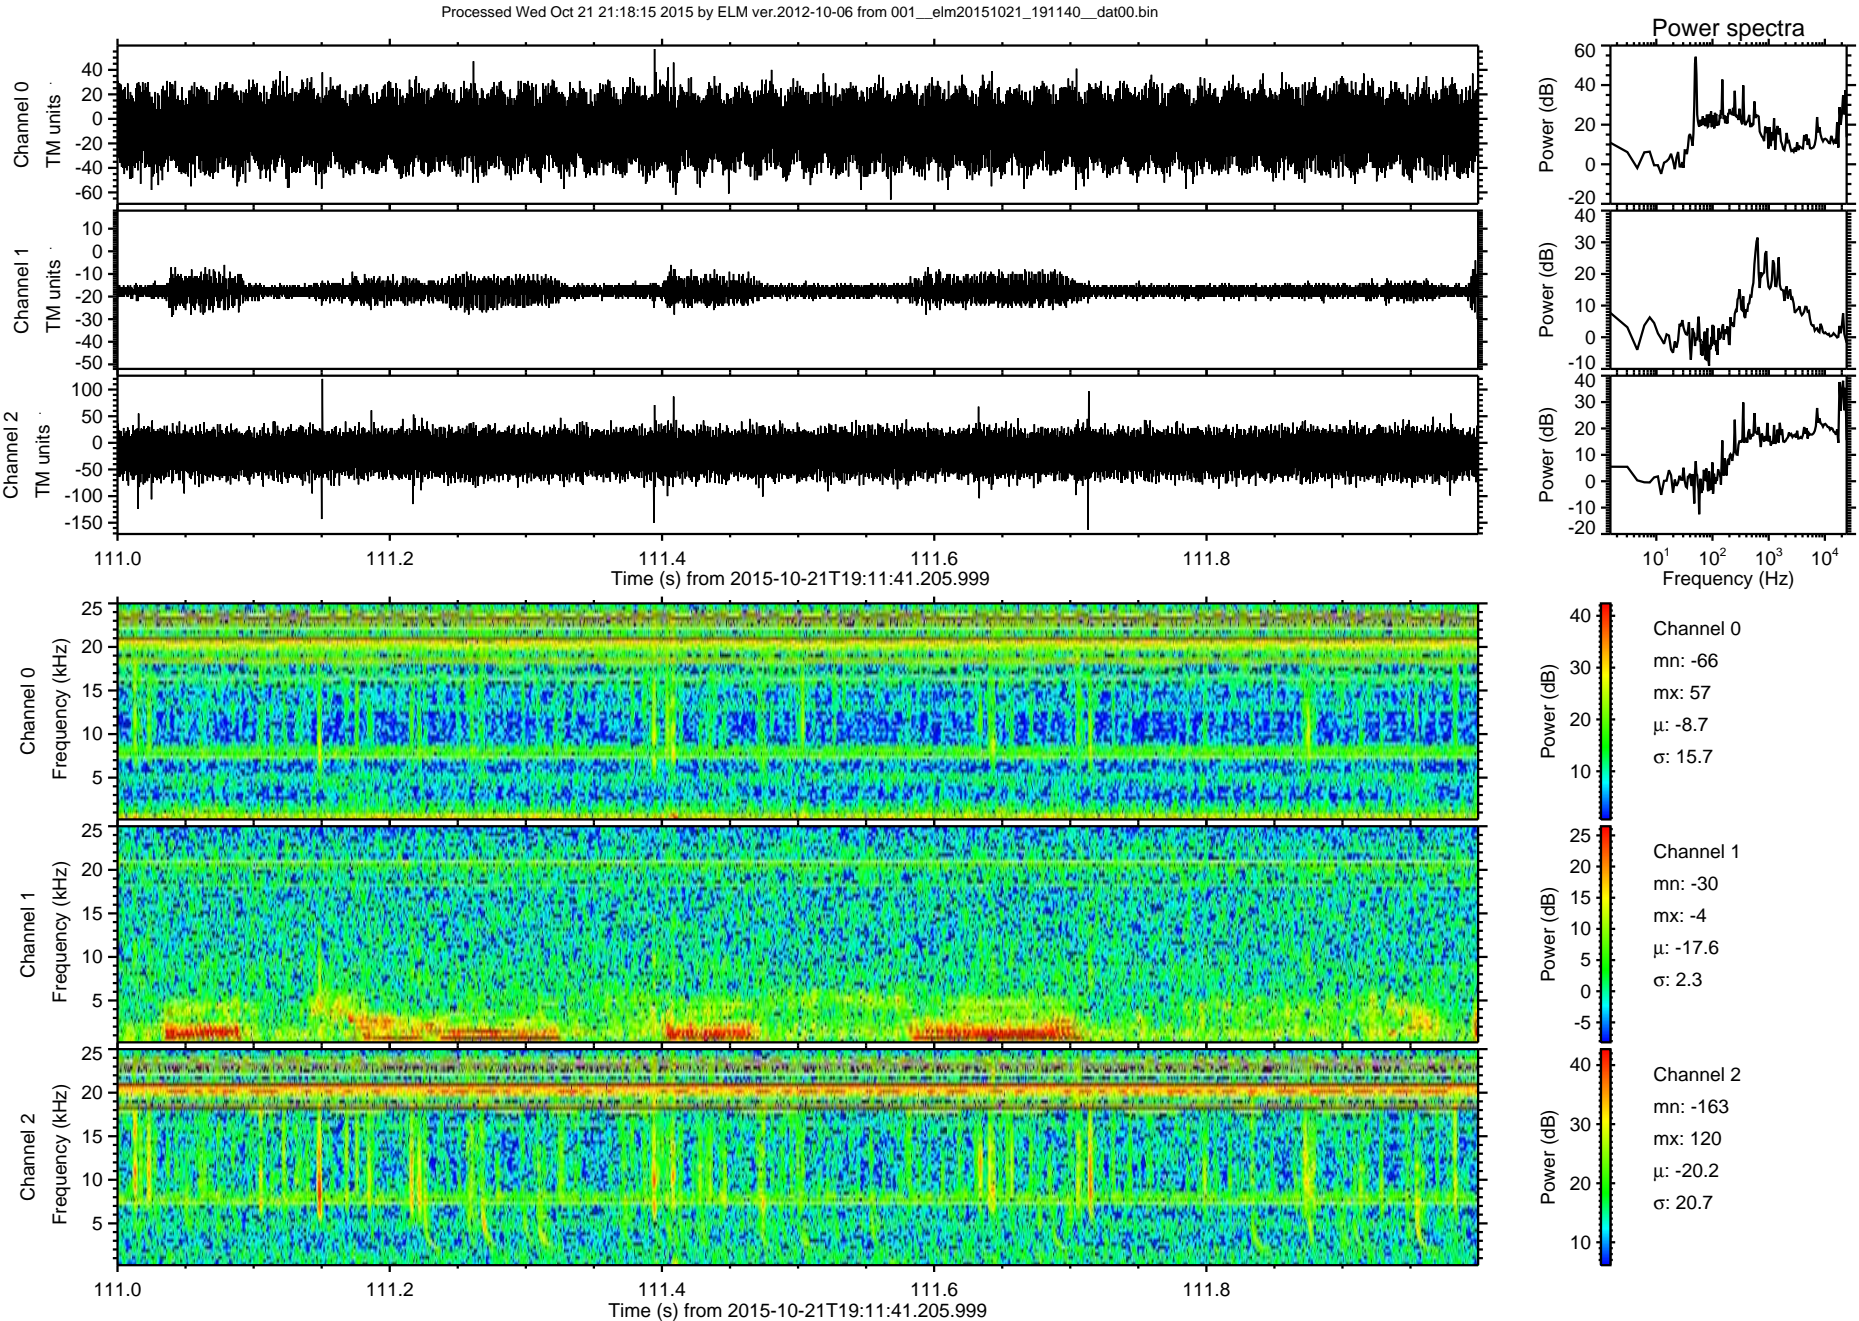 Processed Wed Oct 21 21:18:15 2015 by ELM ver.2012-10-06 from 001__elm20151021_191140__dat00.bin
Power spectra
Channel 0
TM units
40
20
0
-20
-40
-60
Power (dB)
60
40
20
0
-20
Channel 1
TM units
10
0
-10
-20
-30
-40
-50
Power (dB)
40
30
20
10
0
-10
Channel 2
TM units
100
50
0
-50
-100
-150
Power (dB)
40
30
20
10
0
-10
-20
111.0 111.2 111.4 111.6 111.8
Time (s) from 2015-10-21T19:11:41.205.999
10¹ 10² 10³ 10⁴
Frequency (Hz)
Channel 0
Frequency (kHz)
25
20
15
10
5
Power (dB)
40
30
20
10
Channel 0
mn: -66
mx: 57
μ: -8.7
σ: 15.7
Channel 1
Frequency (kHz)
25
20
15
10
5
Power (dB)
25
20
15
10
5
0
-5
Channel 1
mn: -30
mx: -4
μ: -17.6
σ: 2.3
Channel 2
Frequency (kHz)
25
20
15
10
5
Power (dB)
40
30
20
10
Channel 2
mn: -163
mx: 120
μ: -20.2
σ: 20.7
111.0 111.2 111.4 111.6 111.8
Time (s) from 2015-10-21T19:11:41.205.999